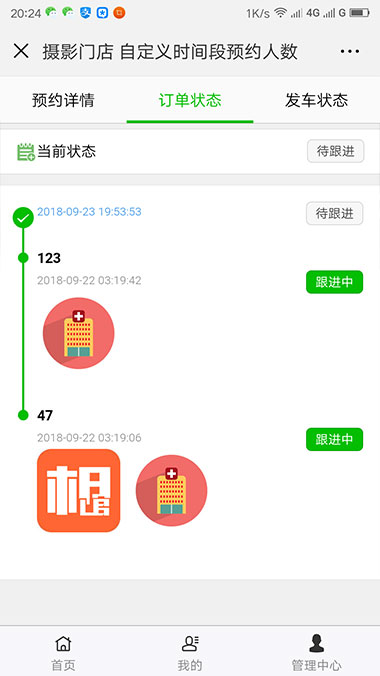 20:24 1K/s 4G G
摄影门店 自定义时间段预约人数
预约详情 订单状态 发车状态
当前状态 待跟进
2018-09-23 19:53:53 待跟进
123
2018-09-22 03:19:42 跟进中
47
2018-09-22 03:19:06 跟进中
相馆
首页 我的 管理中心